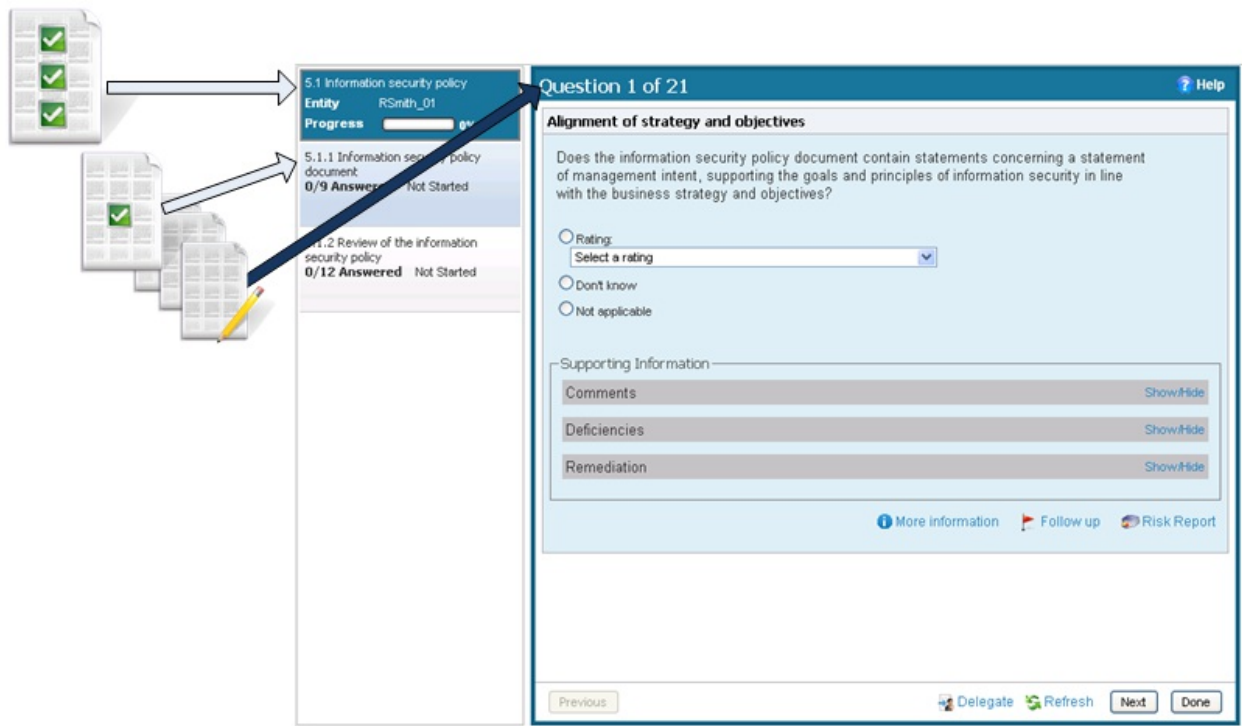 5.1 Information security policy
Entity RSmith_01
Progress 0%
5.1.1 Information security policy
document
0/9 Answered Not Started
.1.2 Review of the information
security policy
0/12 Answered Not Started
Question 1 of 21
Help
Alignment of strategy and objectives
Does the information security policy document contain statements concerning a statement
of management intent, supporting the goals and principles of information security in line
with the business strategy and objectives?
Rating:
Select a rating
Don't know
Not applicable
Supporting Information
Comments Show/Hide
Deficiencies Show/Hide
Remediation Show/Hide
More information Follow up Risk Report
Previous Delegate Refresh Next Done